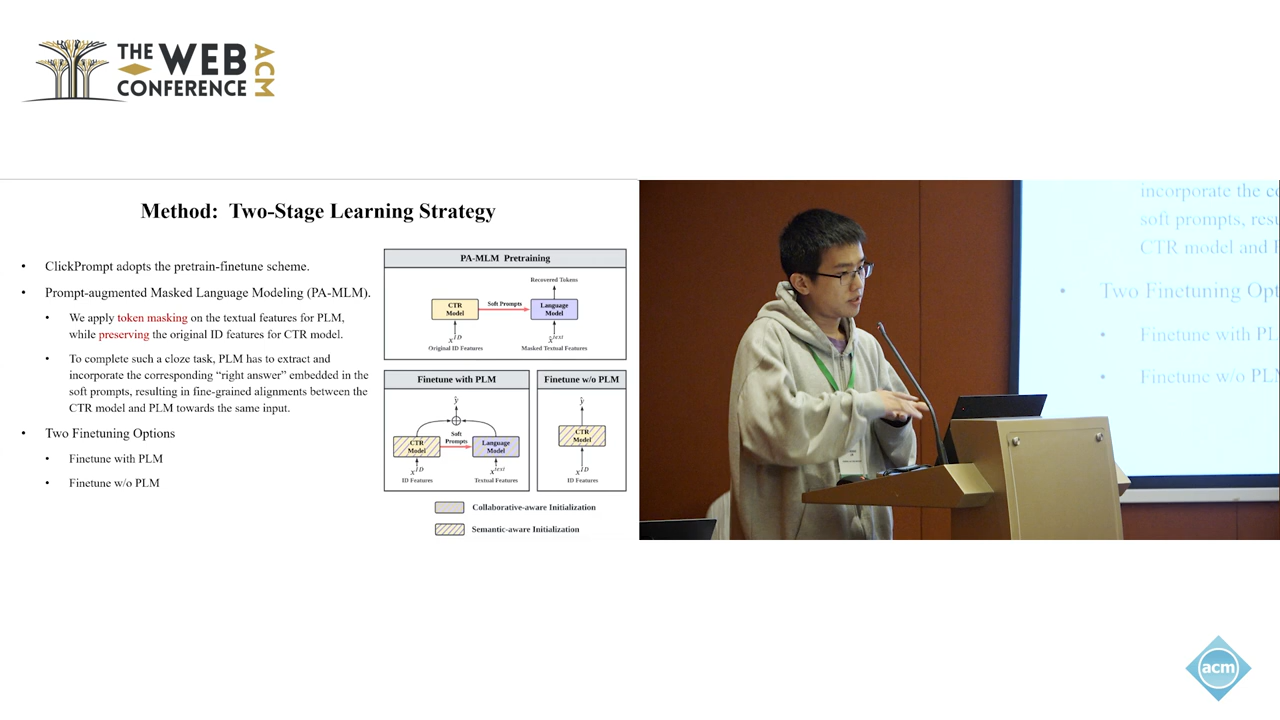 THE WEB
CONFERENCE
ACM
Method: Two-Stage Learning Strategy
• ClickPrompt adopts the pretrain-finetune scheme.
• Prompt-augmented Masked Language Modeling (PA-MLM).
• We apply token masking on the textual features for PLM,
while preserving the original ID features for CTR model.
• To complete such a cloze task, PLM has to extract and
incorporate the corresponding “right answer” embedded in the
soft prompts, resulting in fine-grained alignments between the
CTR model and PLM towards the same input.
• Two Finetuning Options
• Finetune with PLM
• Finetune w/o PLM
PA-MLM Pretraining
Recovered Tokens
CTR
Model
Soft Prompts
Language
Model
x^ID
x̂^text
Original ID Features
Masked Textual Features
Finetune with PLM
ŷ
CTR
Model
Soft
Prompts
Language
Model
x^ID
x^text
ID Features
Textual Features
Finetune w/o PLM
ŷ
CTR
Model
x^ID
ID Features
Collaborative-aware Initialization
Semantic-aware Initialization
incorporate the
soft prompts,
CTR model and
• Two Finetuning
• Finetune with
• Finetune w/o
acm